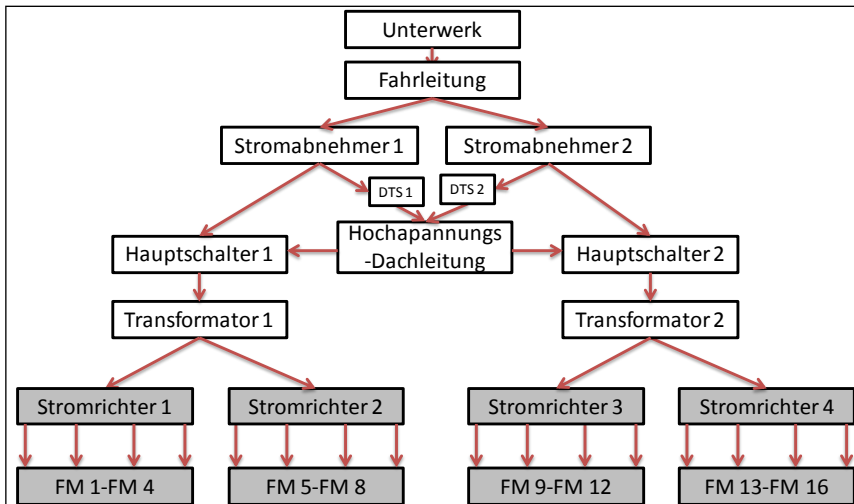 Unterwerk
Fahrleitung
Stromabnehmer 1
Stromabnehmer 2
DTS 1
DTS 2
Hochapannungs
-Dachleitung
Hauptschalter 1
Hauptschalter 2
Transformator 1
Transformator 2
Stromrichter 1
Stromrichter 2
Stromrichter 3
Stromrichter 4
FM 1-FM 4
FM 5-FM 8
FM 9-FM 12
FM 13-FM 16